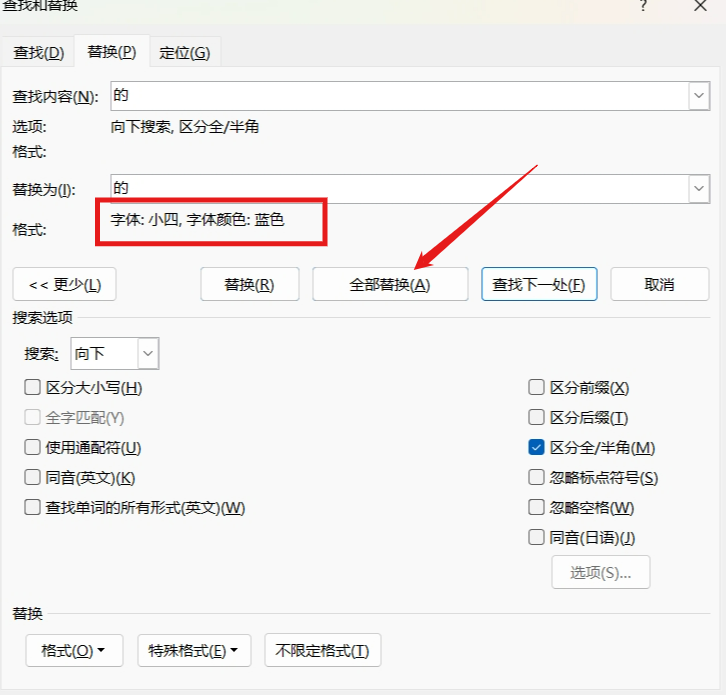 查找和替换 ? ×
查找(D) 替换(P) 定位(G)
查找内容(N): 的
选项: 向下搜索, 区分全/半角
格式:
替换为(I): 的
格式: 字体: 小四, 字体颜色: 蓝色
<< 更少(L) 替换(R) 全部替换(A) 查找下一处(F) 取消
搜索选项
搜索: 向下
区分大小写(H) 区分前缀(X)
全字匹配(Y) 区分后缀(T)
使用通配符(U) 区分全/半角(M)
同音(英文)(K) 忽略标点符号(S)
查找单词的所有形式(英文)(W) 忽略空格(W)
同音(日语)(J)
选项(S)...
替换
格式(O) 特殊格式(E) 不限定格式(T)